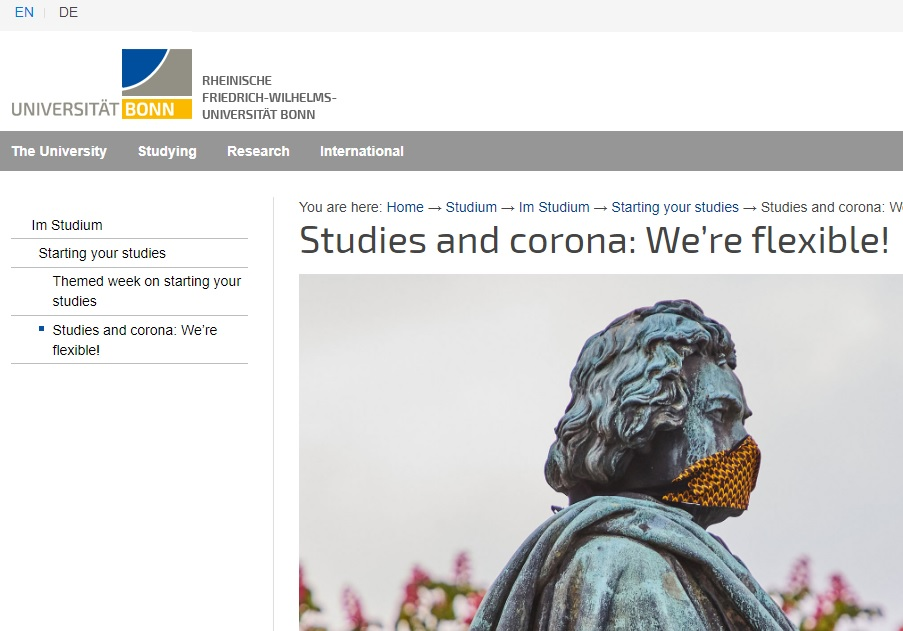 EN DE
UNIVERSITÄT BONN
RHEINISCHE
FRIEDRICH-WILHELMS-
UNIVERSITÄT BONN
The University Studying Research International
Im Studium
Starting your studies
Themed week on starting your
studies
Studies and corona: We're
flexible!
You are here: Home → Studium → Im Studium → Starting your studies → Studies and corona: W
Studies and corona: We're flexible!